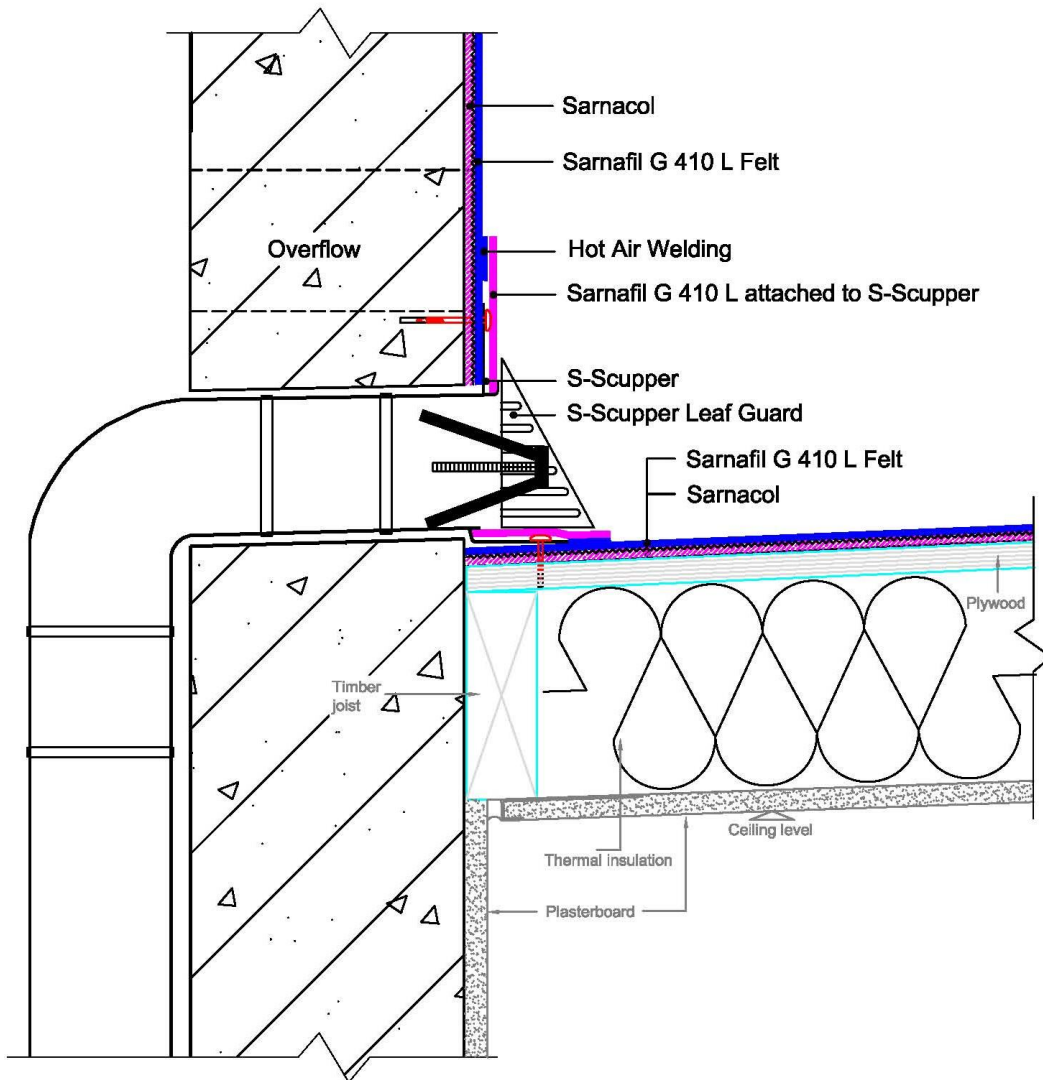 Sarnacol
Sarnafil G 410 L Felt
Overflow
Hot Air Welding
Sarnafil G 410 L attached to S-Scupper
S-Scupper
S-Scupper Leaf Guard
Sarnafil G 410 L Felt
Sarnacol
Plywood
Timber
joist
Ceiling level
Thermal insulation
Plasterboard